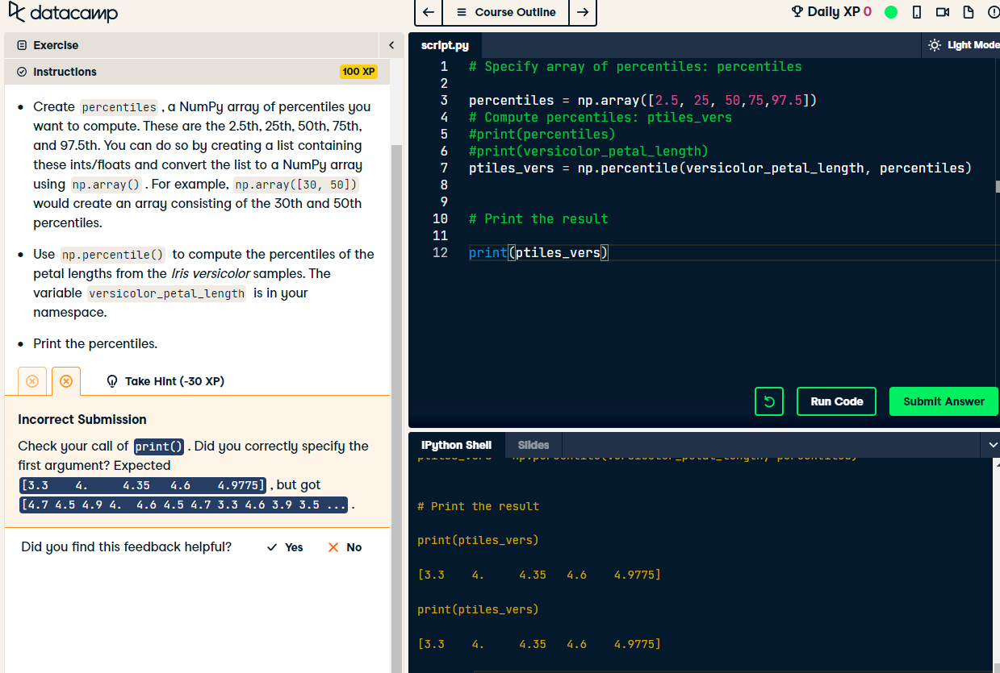 datacamp
Course Outline
Daily XP 0
Exercise
Instructions
100 XP
Create percentiles , a NumPy array of percentiles you
want to compute. These are the 2.5th, 25th, 50th, 75th,
and 97.5th. You can do so by creating a list containing
these ints/floats and convert the list to a NumPy array
using np.array() . For example, np.array([30, 50])
would create an array consisting of the 30th and 50th
percentiles.
Use np.percentile() to compute the percentiles of the
petal lengths from the Iris versicolor samples. The
variable versicolor_petal_length is in your
namespace.
Print the percentiles.
Take Hint (-30 XP)
Incorrect Submission
Check your call of print() . Did you correctly specify the
first argument? Expected
[3.3 4. 4.35 4.6 4.9775] , but got
[4.7 4.5 4.9 4. 4.6 4.5 4.7 3.3 4.6 3.9 3.5 ... .
Did you find this feedback helpful?
Yes
No
script.py
Light Mode
1 # Specify array of percentiles: percentiles
2
3 percentiles = np.array([2.5, 25, 50,75,97.5])
4 # Compute percentiles: ptiles_vers
5 #print(percentiles)
6 #print(versicolor_petal_length)
7 ptiles_vers = np.percentile(versicolor_petal_length, percentiles)
8
9
10 # Print the result
11
12 print(ptiles_vers)
Run Code
Submit Answer
IPython Shell
Slides
ptiles_vers = np.percentile(versicolor_petal_length, percentiles)
# Print the result
print(ptiles_vers)
[3.3 4. 4.35 4.6 4.9775]
print(ptiles_vers)
[3.3 4. 4.35 4.6 4.9775]